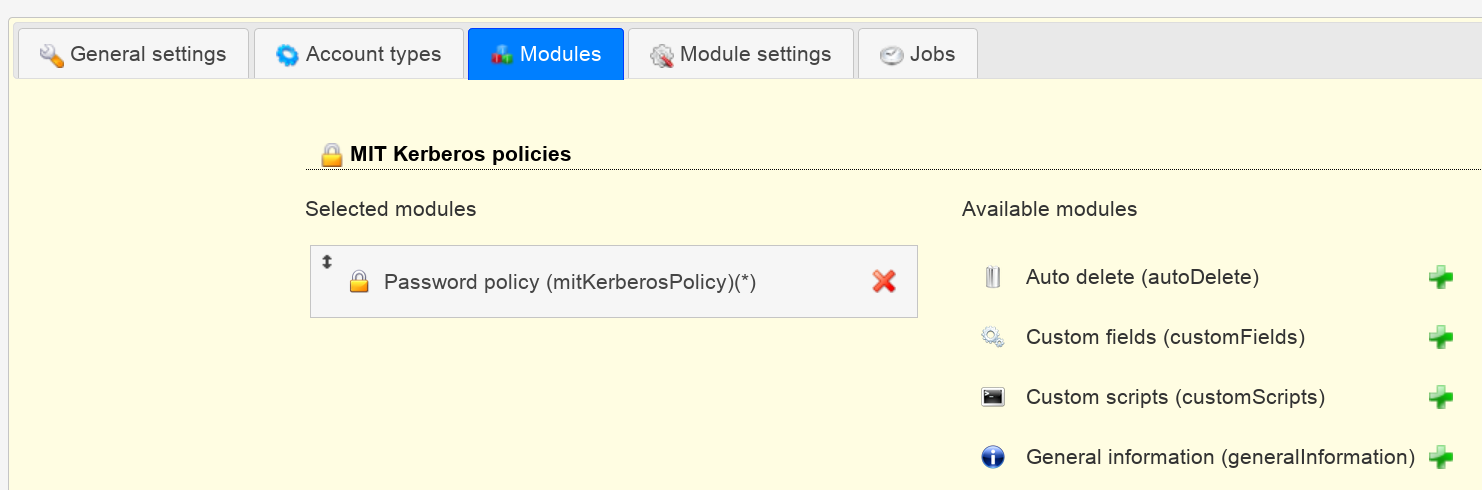 General settings
Account types
Modules
Module settings
Jobs
MIT Kerberos policies
Selected modules
Available modules
Password policy (mitKerberosPolicy)(*)
Auto delete (autoDelete)
Custom fields (customFields)
Custom scripts (customScripts)
General information (generalInformation)